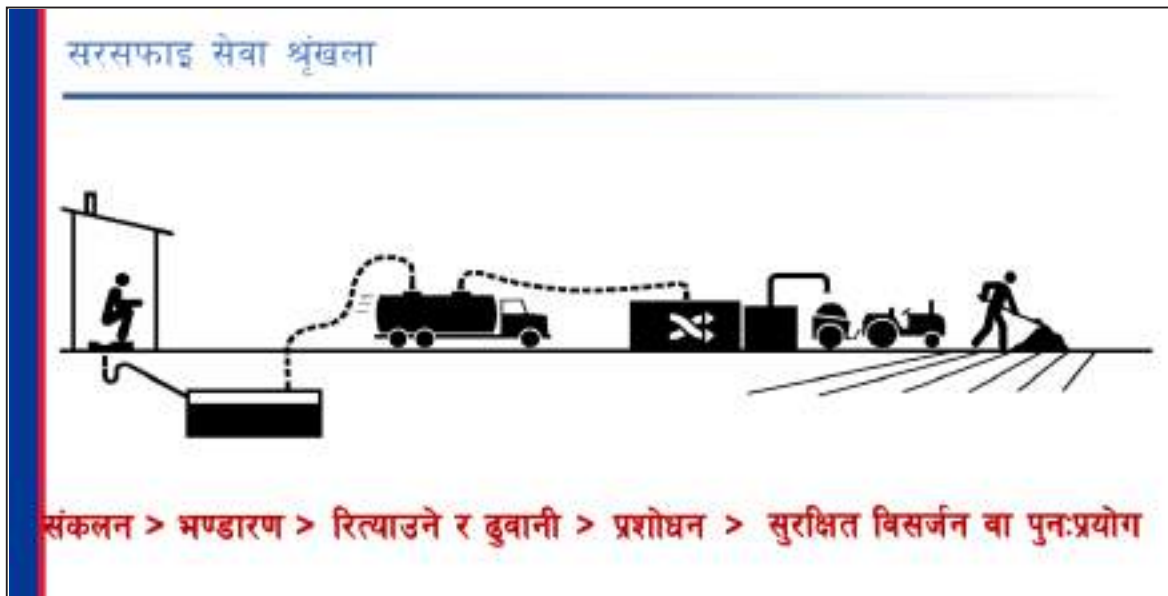 सरसफाइ सेवा श्रृंखला
संकलन > भण्डारण > रित्याउने र ढुवानी > प्रशोधन > सुरक्षित विसर्जन वा पुनःप्रयोग